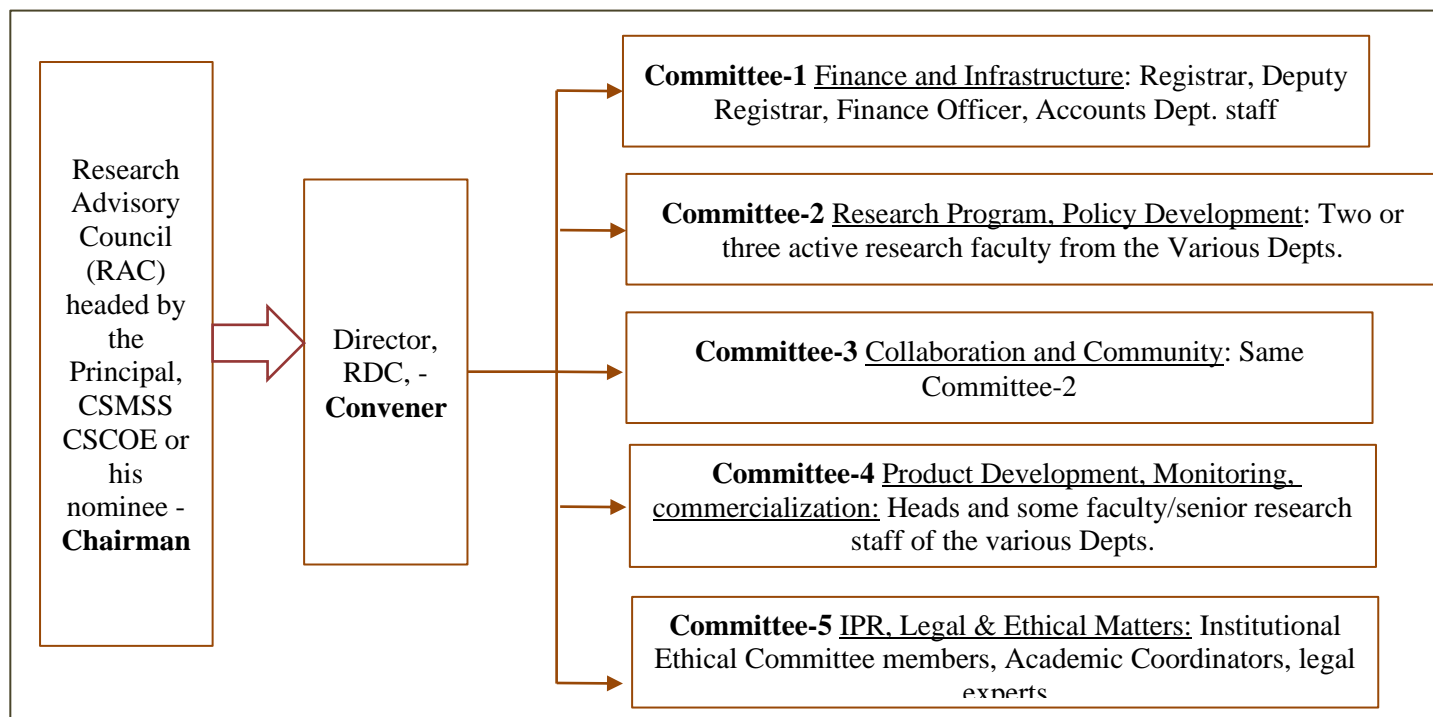 Research
Advisory
Council
(RAC)
headed by
the
Principal,
CSMSS
CSCOE or
his
nominee -
Chairman
Director,
RDC, -
Convener
Committee-1 Finance and Infrastructure: Registrar, Deputy
Registrar, Finance Officer, Accounts Dept. staff
Committee-2 Research Program, Policy Development: Two or
three active research faculty from the Various Depts.
Committee-3 Collaboration and Community: Same
Committee-2
Committee-4 Product Development, Monitoring,
commercialization: Heads and some faculty/senior research
staff of the various Depts.
Committee-5 IPR, Legal & Ethical Matters: Institutional
Ethical Committee members, Academic Coordinators, legal
experts